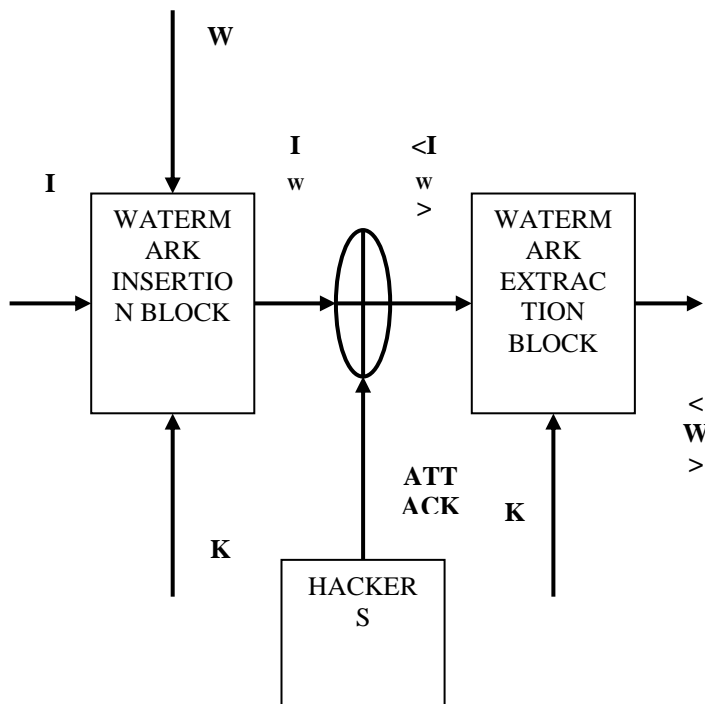 W
I
I
w
<I
w
>
WATERM
ARK
INSERTIO
N BLOCK
WATERM
ARK
EXTRAC
TION
BLOCK
<
W
>
ATT
ACK
K
K
HACKER
S